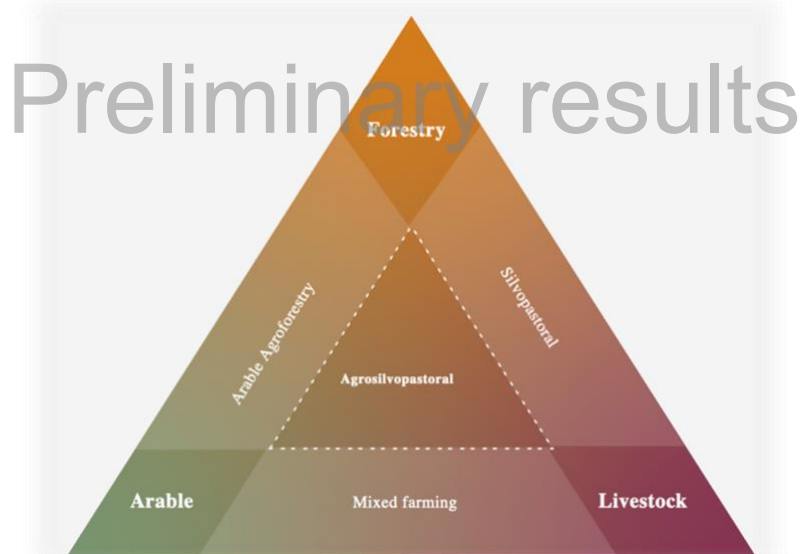 Preliminary results
Forestry
Arable Agroforestry
Silvopastoral
Agrosilvopastoral
Arable
Mixed farming
Livestock